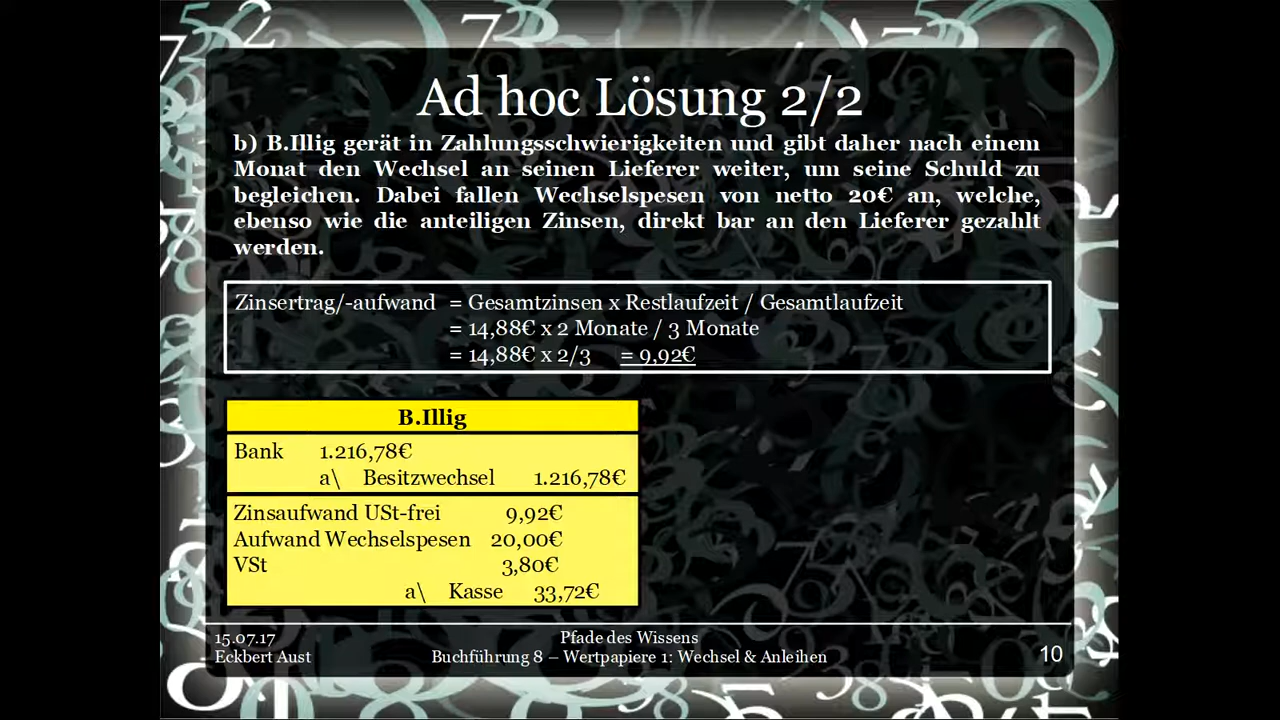 Ad hoc Lösung 2/2
b) B.Illig gerät in Zahlungsschwierigkeiten und gibt daher nach einem
Monat den Wechsel an seinen Lieferer weiter, um seine Schuld zu
begleichen. Dabei fallen Wechselspesen von netto 20€ an, welche,
ebenso wie die anteiligen Zinsen, direkt bar an den Lieferer gezahlt
werden.
Zinsertrag/-aufwand = Gesamtzinsen x Restlaufzeit / Gesamtlaufzeit
= 14,88€ x 2 Monate / 3 Monate
= 14,88€ x 2/3 = 9,92€
B.Illig
Bank 1.216,78€
a\ Besitzwechsel 1.216,78€
Zinsaufwand USt-frei 9,92€
Aufwand Wechselspesen 20,00€
VSt 3,80€
a\ Kasse 33,72€
15.07.17 Pfade des Wissens
Eckbert Aust Buchführung 8 – Wertpapiere 1: Wechsel & Anleihen 10